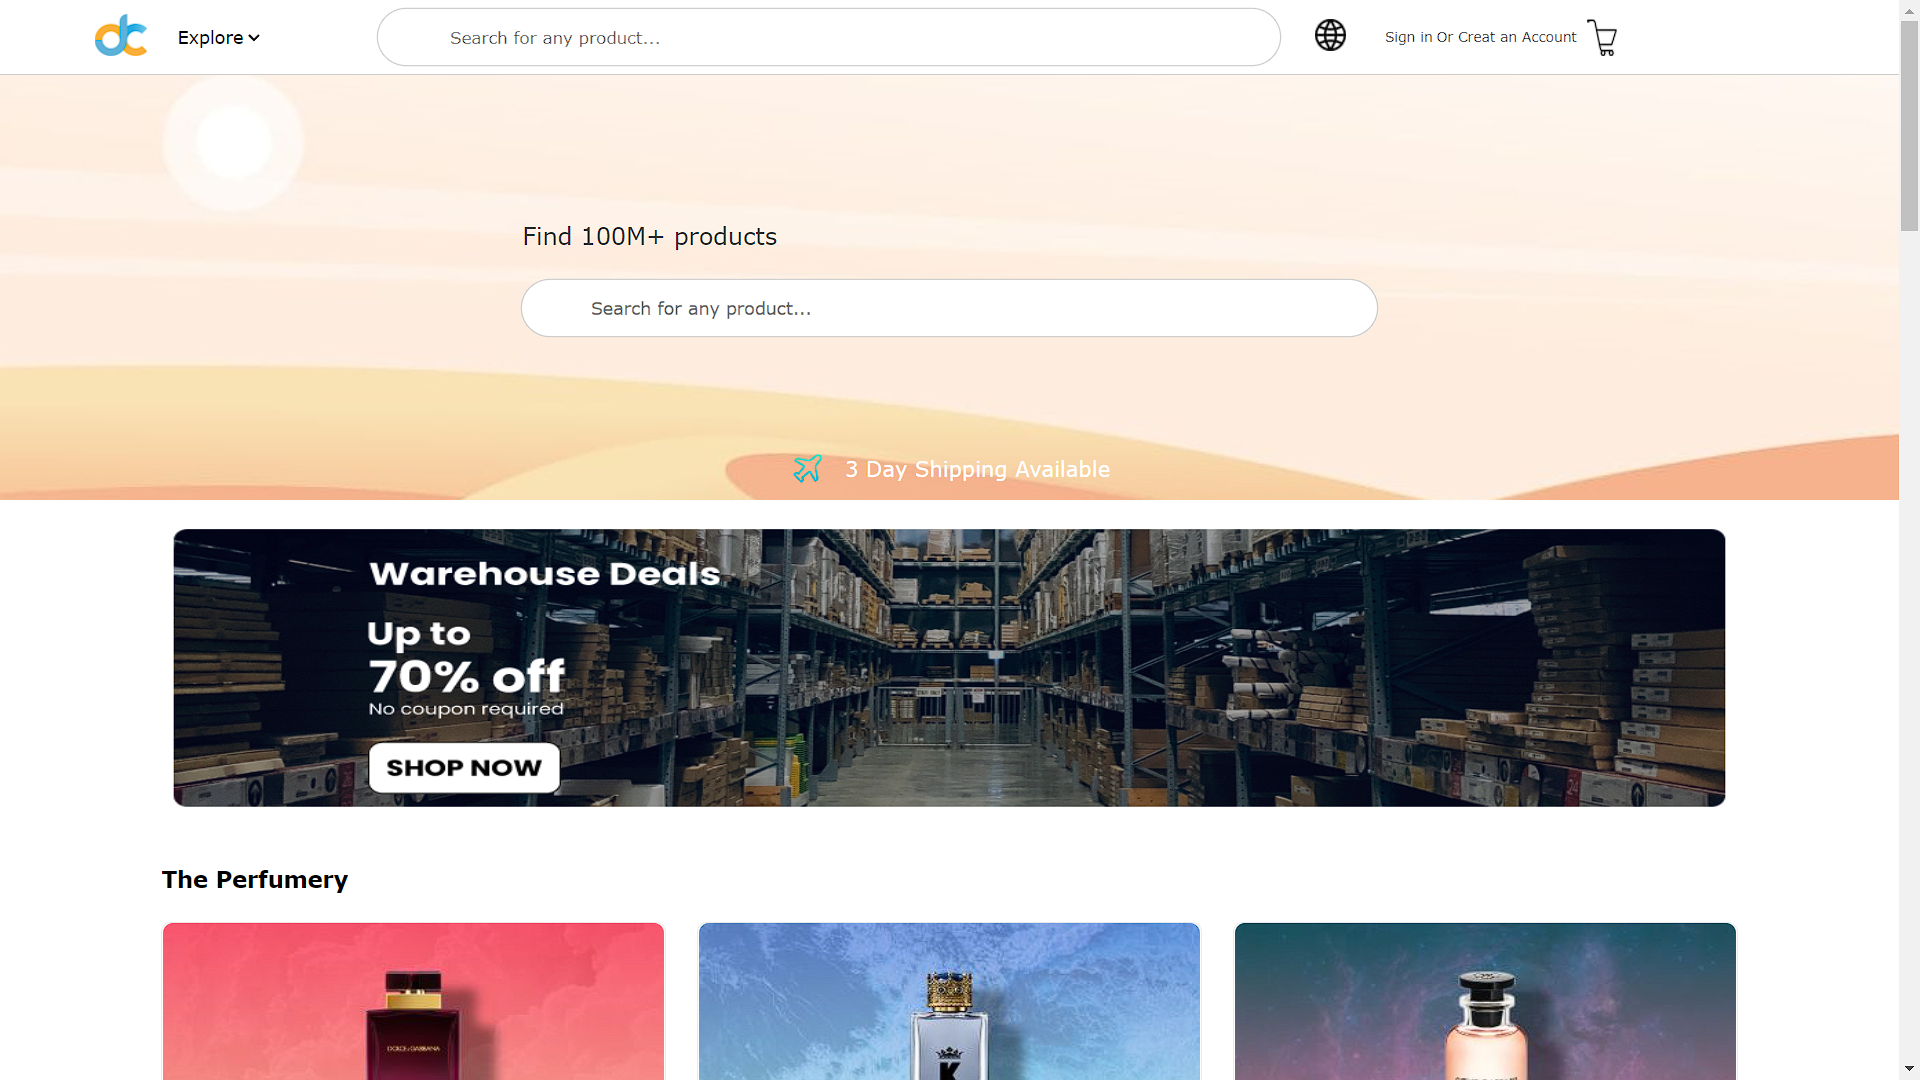 dc
Explore
Search for any product...
Sign in Or Creat an Account
Find 100M+ products
Search for any product...
3 Day Shipping Available
Warehouse Deals
Up to
70% off
No coupon required
SHOP NOW
The Perfumery
DOLCE & GABBANA
K